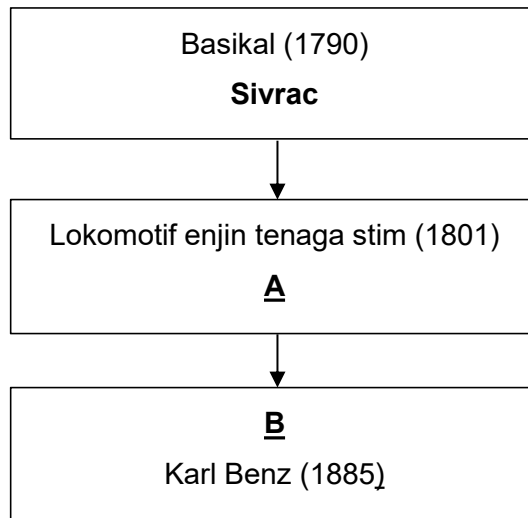 Basikal (1790)
Sivrac
Lokomotif enjin tenaga stim (1801)
A
B
Karl Benz (1885)